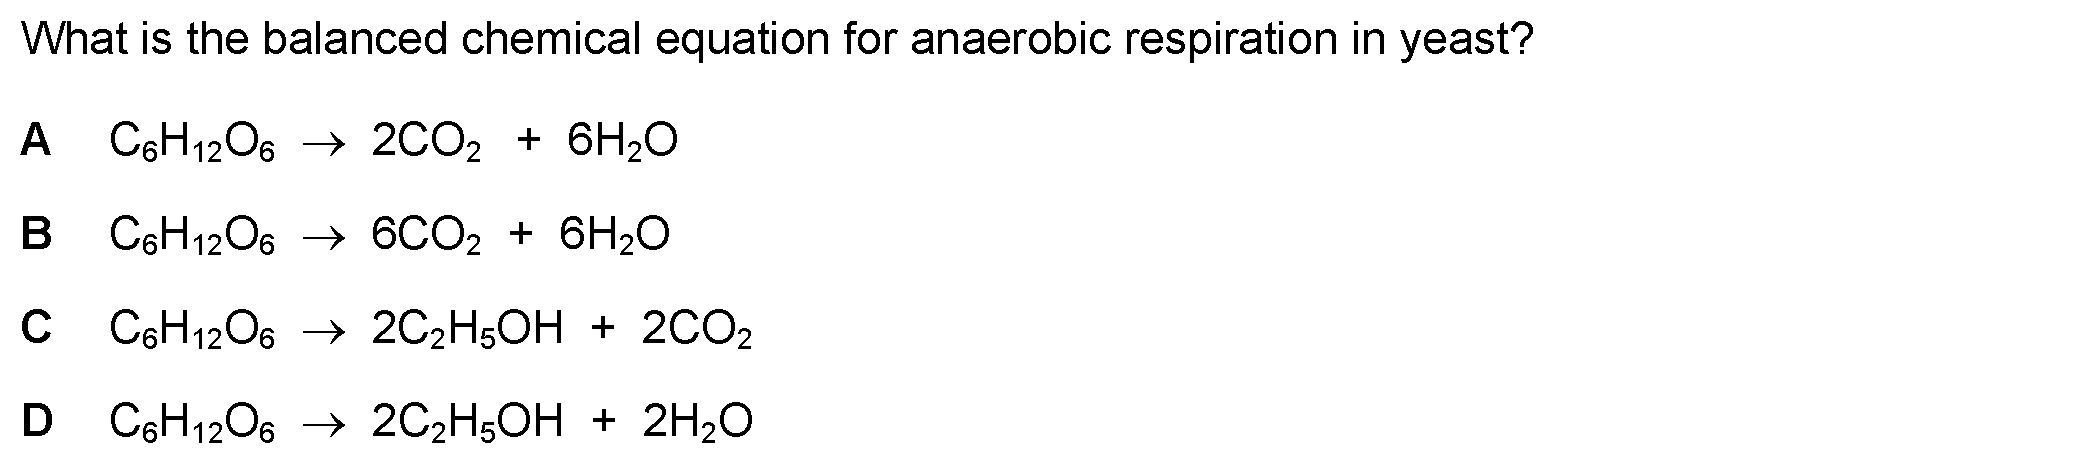 What is the balanced chemical equation for anaerobic respiration in yeast?
A C₆H₁₂O₆ → 2CO₂ + 6H₂O
B C₆H₁₂O₆ → 6CO₂ + 6H₂O
C C₆H₁₂O₆ → 2C₂H₅OH + 2CO₂
D C₆H₁₂O₆ → 2C₂H₅OH + 2H₂O